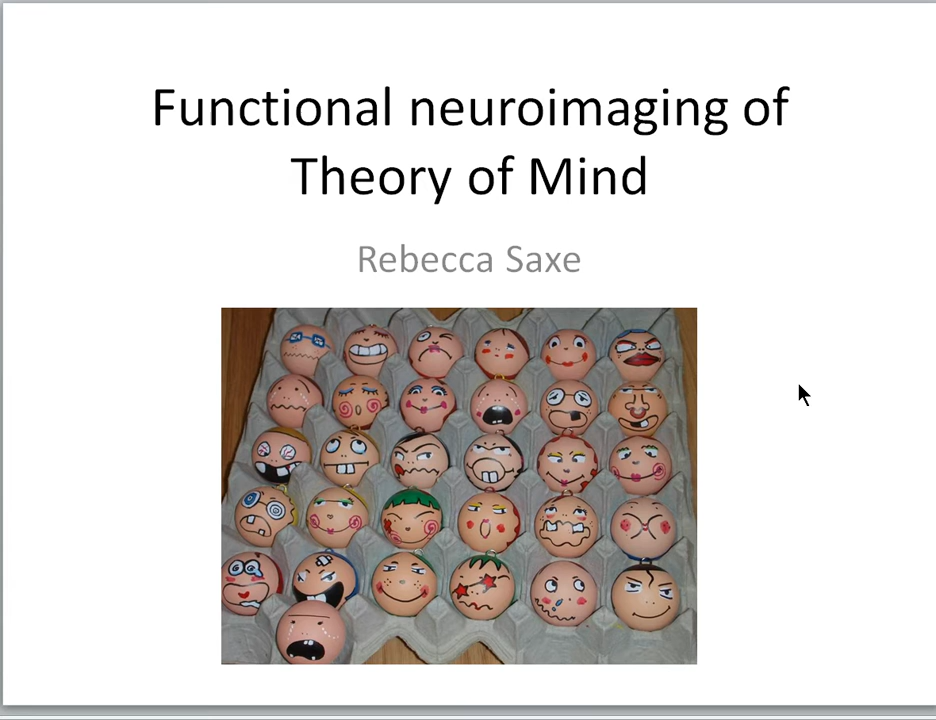 Functional neuroimaging of
Theory of Mind
Rebecca Saxe